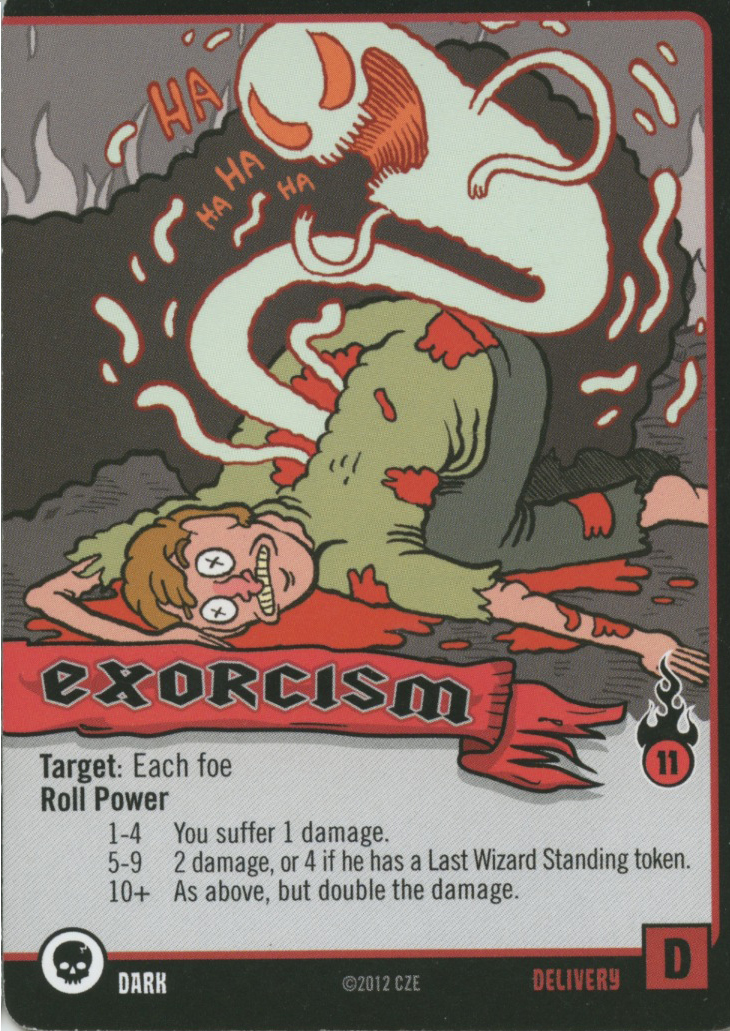 HA
HA
HA
HA
EXORCISM
11
Target: Each foe
Roll Power
1-4 You suffer 1 damage.
5-9 2 damage, or 4 if he has a Last Wizard Standing token.
10+ As above, but double the damage.
DARK
©2012 CZE
DELIVERY
D